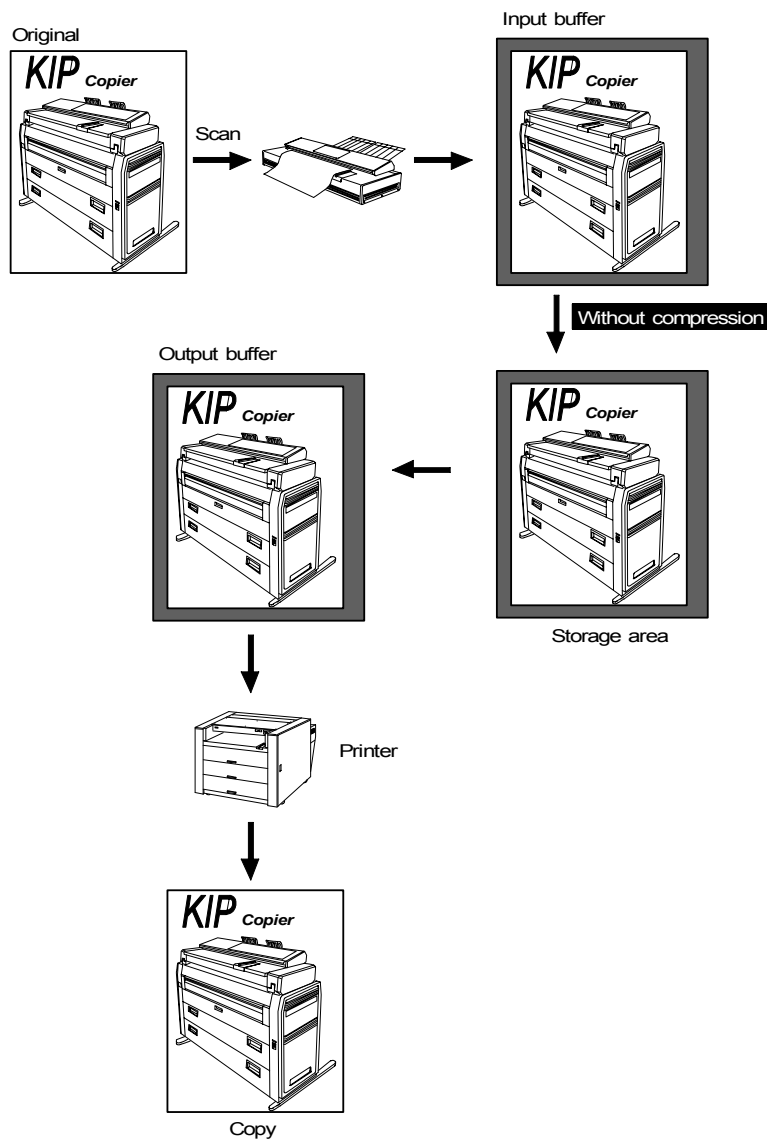 Original
KIP Copier
Scan
Input buffer
KIP Copier
Without compression
KIP Copier
Storage area
Output buffer
KIP Copier
Printer
KIP Copier
Copy